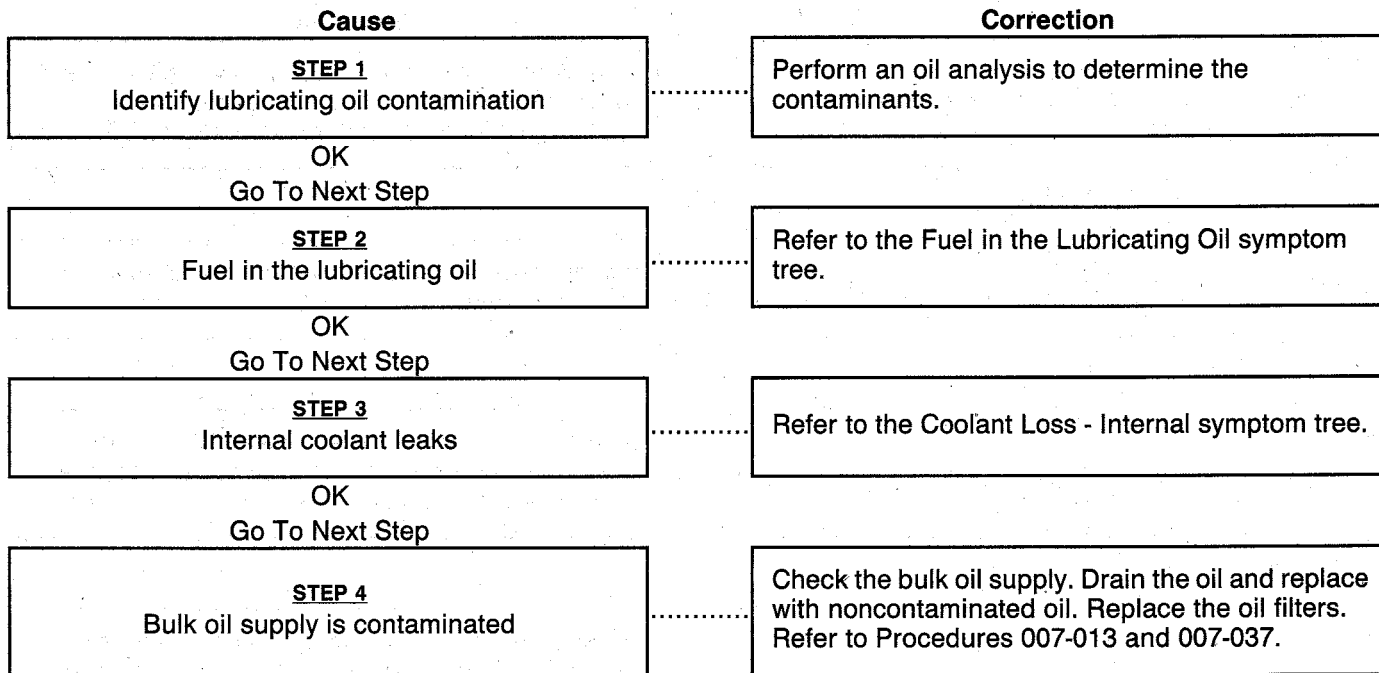 Cause
Correction
STEP 1
Identify lubricating oil contamination
Perform an oil analysis to determine the
contaminants.
OK
Go To Next Step
STEP 2
Fuel in the lubricating oil
Refer to the Fuel in the Lubricating Oil symptom
tree.
OK
Go To Next Step
STEP 3
Internal coolant leaks
Refer to the Coolant Loss - Internal symptom tree.
OK
Go To Next Step
STEP 4
Bulk oil supply is contaminated
Check the bulk oil supply. Drain the oil and replace
with noncontaminated oil. Replace the oil filters.
Refer to Procedures 007-013 and 007-037.